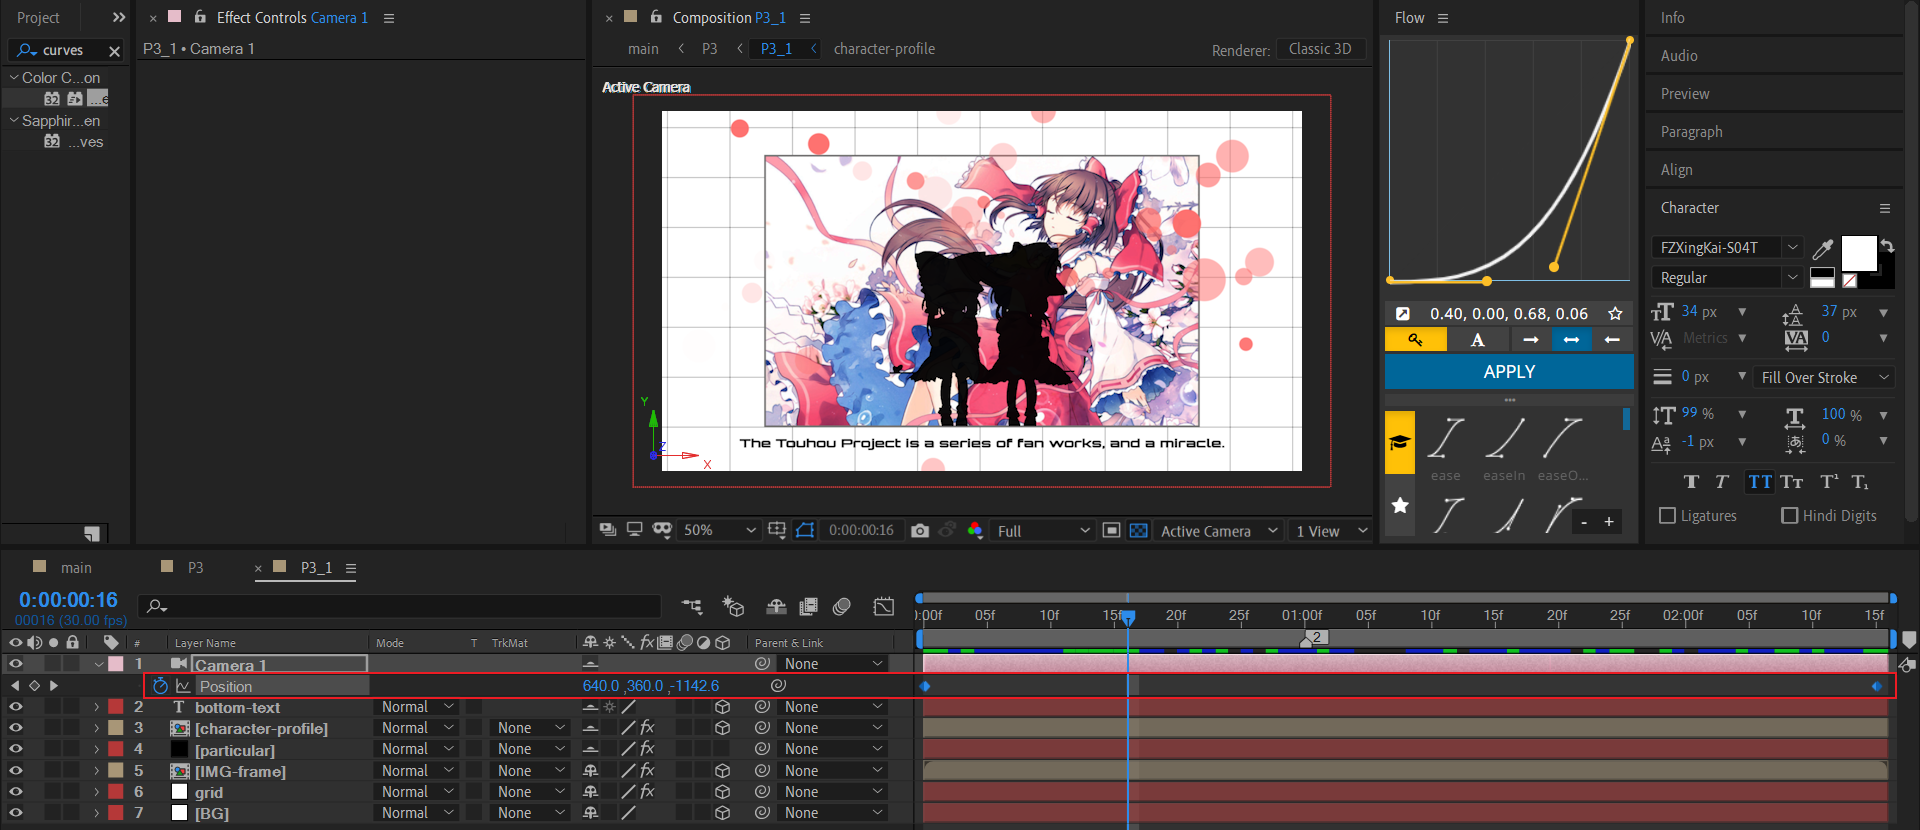 Project
curves
Color C...on
...e
Sapphir...en
...ves
Effect Controls Camera 1
P3_1 • Camera 1
Composition P3_1
main P3 P3_1 character-profile
Renderer: Classic 3D
Active Camera
The Touhou Project is a series of fan works, and a miracle.
Y
Z
X
50% 0:00:00:16 Full Active Camera 1 View
Flow
0.40, 0.00, 0.68, 0.06
A
APPLY
ease easeIn easeO...
- +
Info
Audio
Preview
Paragraph
Align
Character
FZXingKai-S04T
Regular
34 px 37 px
Metrics 0
0 px Fill Over Stroke
99 % 100 %
-1 px 0 %
T T TT Tт T¹ T₁
Ligatures Hindi Digits
main P3 P3_1
0:00:00:16
00016 (30.00 fps)
):00f 05f 10f 15f 20f 25f 01:00f 05f 10f 15f 20f 25f 02:00f 05f 10f 15f
# Layer Name Mode T TrkMat Parent & Link
2
1 Camera 1 None
Position 640.0 ,360.0 ,-1142.6
2 T bottom-text Normal None
3 [character-profile] Normal None None
4 [particular] Normal None None
5 [IMG-frame] Normal None None
6 grid Normal None None
7 [BG] Normal None None